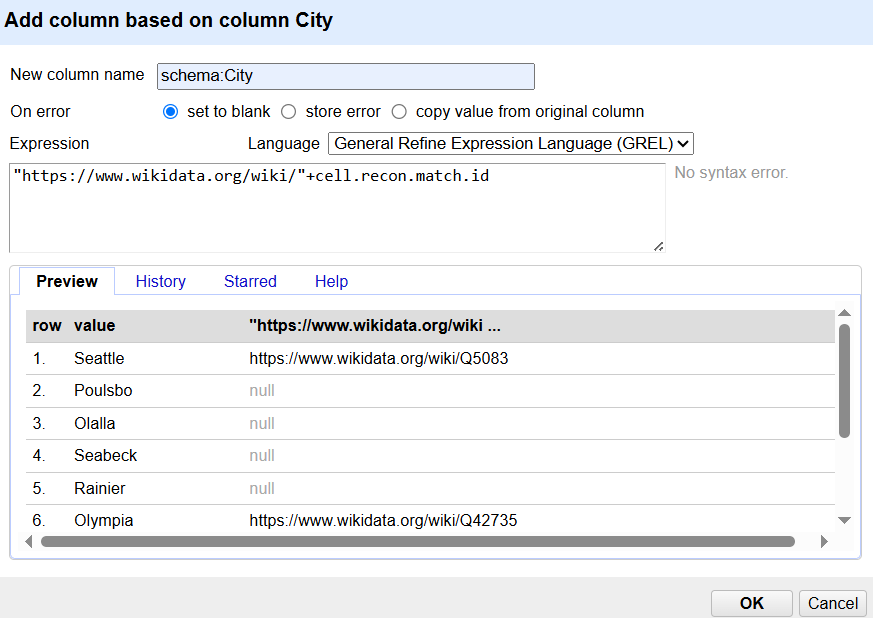 Add column based on column City
New column name schema:City
On error set to blank store error copy value from original column
Expression Language General Refine Expression Language (GREL)
"https://www.wikidata.org/wiki/"+cell.recon.match.id No syntax error.
Preview History Starred Help
row value "https://www.wikidata.org/wiki ...
1. Seattle https://www.wikidata.org/wiki/Q5083
2. Poulsbo null
3. Olalla null
4. Seabeck null
5. Rainier null
6. Olympia https://www.wikidata.org/wiki/Q42735
OK Cancel